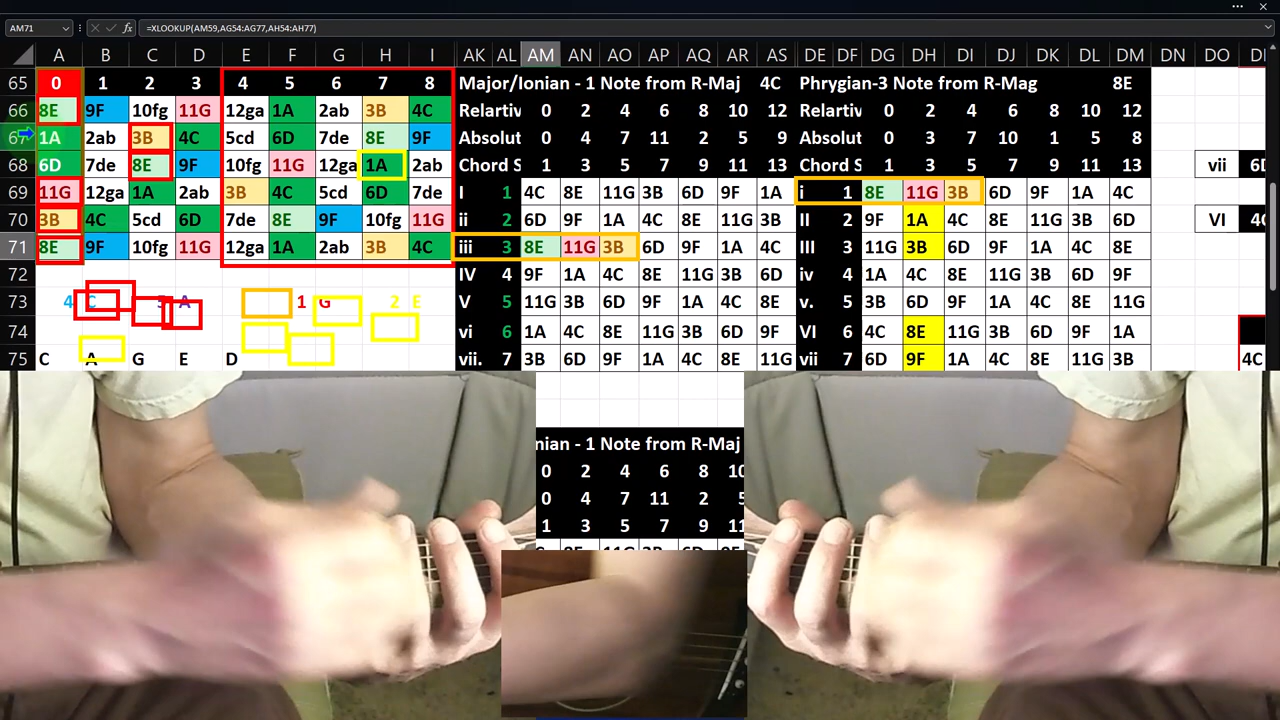 AM71 fx =XLOOKUP(AM59,AG54:AG77,AH54:AH77)
A B C D E F G H I AK AL AM AN AO AP AQ AR AS DE DF DG DH DI DJ DK DL DM DN DO
65 0 1 2 3 4 5 6 7 8 Major/Ionian - 1 Note from R-Maj 4C Phrygian-3 Note from R-Mag 8E
66 8E 9F 10fg 11G 12ga 1A 2ab 3B 4C Relartiv 0 2 4 6 8 10 12 Relartiv 0 2 4 6 8 10 12
67 1A 2ab 3B 4C 5cd 6D 7de 8E 9F Absolut 0 4 7 11 2 5 9 Absolut 0 3 7 10 1 5 8
68 6D 7de 8E 9F 10fg 11G 12ga 1A 2ab Chord S 1 3 5 7 9 11 13 Chord S 1 3 5 7 9 11 13 vii 6D
69 11G 12ga 1A 2ab 3B 4C 5cd 6D 7de I 1 4C 8E 11G 3B 6D 9F 1A i 1 8E 11G 3B 6D 9F 1A 4C
70 3B 4C 5cd 6D 7de 8E 9F 10fg 11G ii 2 6D 9F 1A 4C 8E 11G 3B II 2 9F 1A 4C 8E 11G 3B 6D VI
71 8E 9F 10fg 11G 12ga 1A 2ab 3B 4C iii 3 8E 11G 3B 6D 9F 1A 4C III 3 11G 3B 6D 9F 1A 4C 8E
72 IV 4 9F 1A 4C 8E 11G 3B 6D iv 4 1A 4C 8E 11G 3B 6D 9F
73 4 C 5 A 1 G 2 E V 5 11G 3B 6D 9F 1A 4C 8E v. 5 3B 6D 9F 1A 4C 8E 11G
74 vi 6 1A 4C 8E 11G 3B 6D 9F VI 6 4C 8E 11G 3B 6D 9F 1A
75 C A G E D vii. 7 3B 6D 9F 1A 4C 8E 11G vii 7 6D 9F 1A 4C 8E 11G 3B 4C
nian - 1 Note from R-Maj
0 2 4 6 8 10
0 4 7 11 2
1 3 5 7 9 11